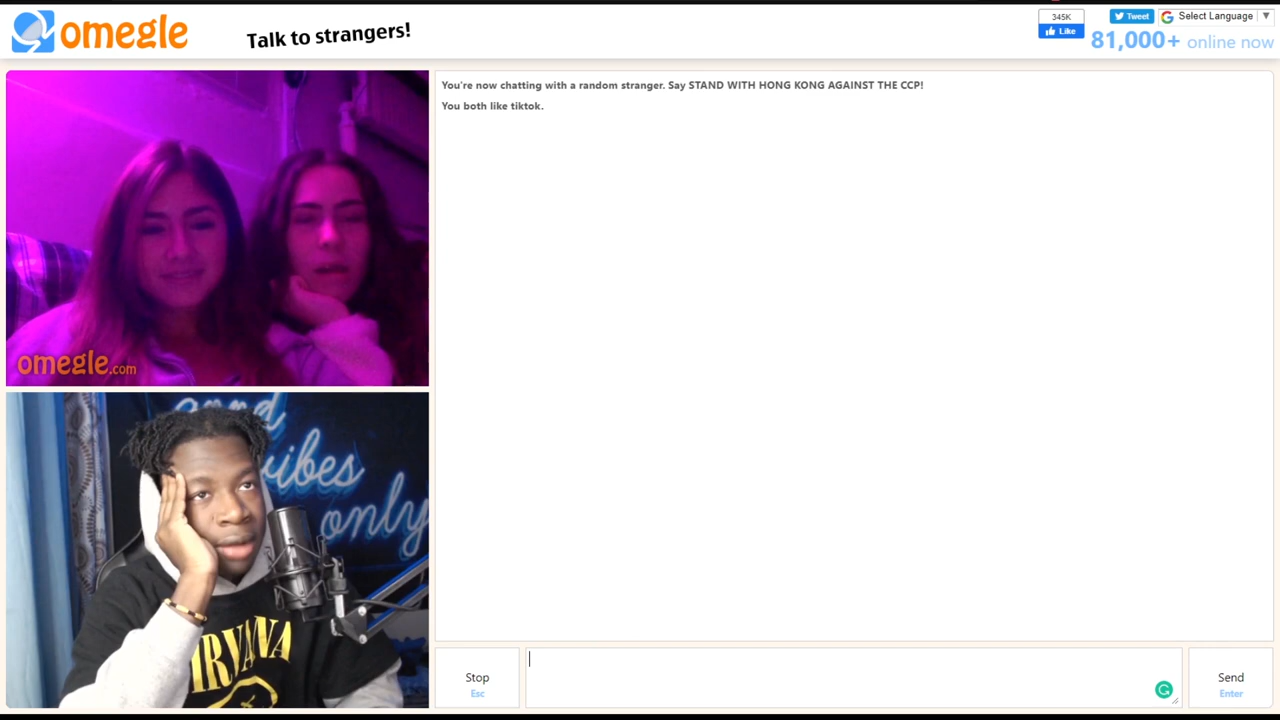 omegle
Talk to strangers!
345K
Like
Tweet
Select Language
81,000+ online now
You're now chatting with a random stranger. Say STAND WITH HONG KONG AGAINST THE CCP!
You both like tiktok.
omegle.com
good
vibes
only
NIRVANA
Stop
Esc
Send
Enter